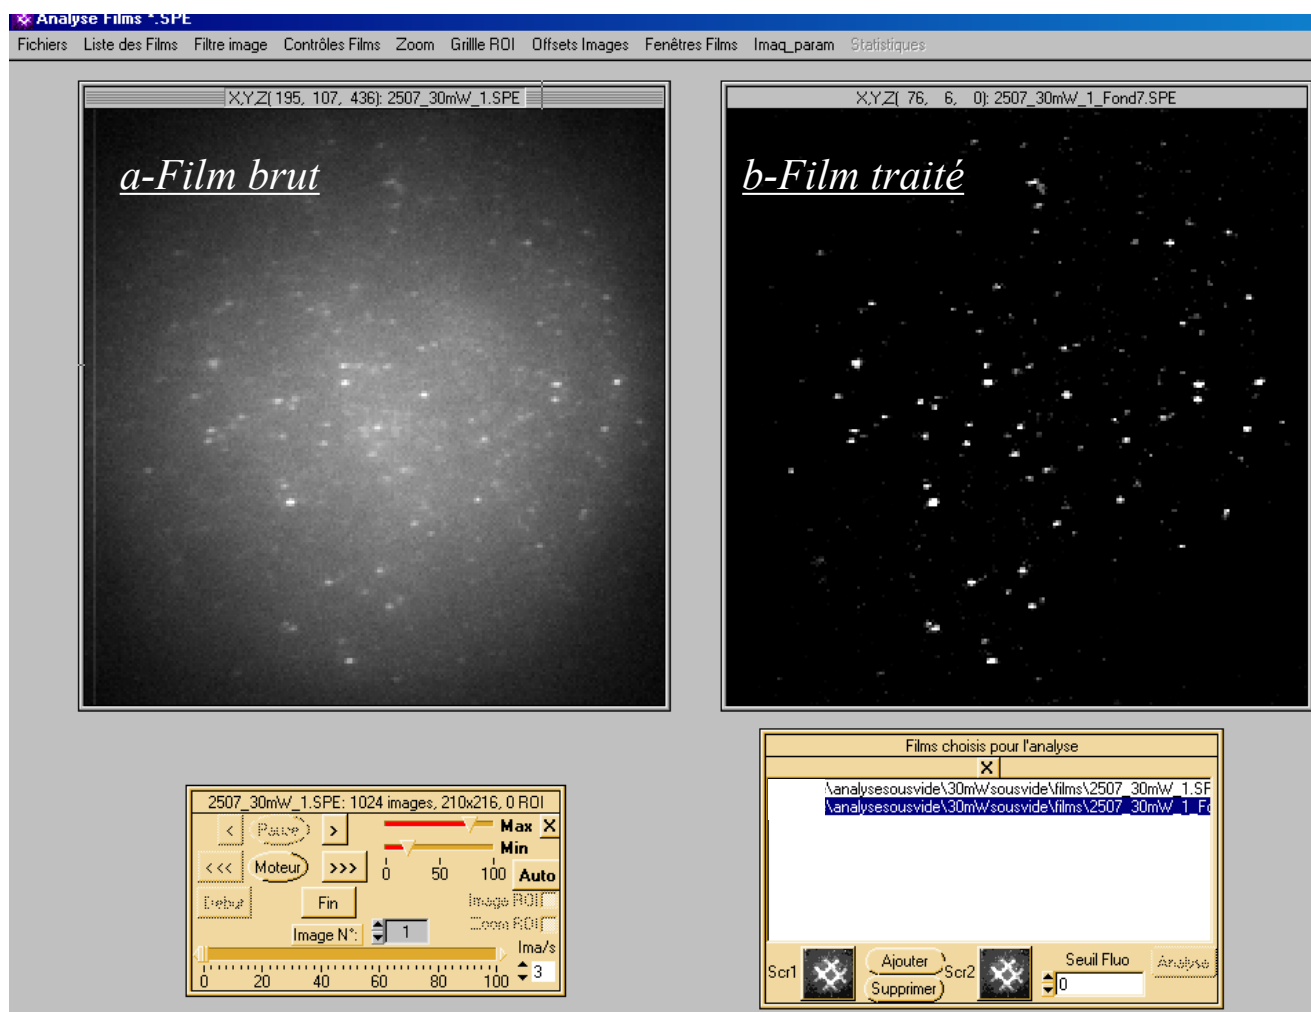 Analyse Films *.SPE
Fichiers Liste des Films Filtre image Contrôles Films Zoom Grillle ROI Offsets Images Fenêtres Films Imaq_param Statistiques
X,Y,Z( 195, 107, 436): 2507_30mW_1.SPE
X,Y,Z( 76, 6, 0): 2507_30mW_1_Fond7.SPE
a-Film brut
b-Film traité
2507_30mW_1.SPE: 1024 images, 210x216, 0 ROI
< Pause > Max X
Min
<<< Moteur >>> 0 50 100 Auto
Début Fin Image ROI
Zoom ROI
Image N°: 1
Ima/s
0 20 40 60 80 100 3
Films choisis pour l'analyse
X
\analysesousvide\30mWsousvide\films\2507_30mW_1.SF
\analysesousvide\30mWsousvide\films\2507_30mW_1_Fo
Scr1 Ajouter Supprimer Scr2 Seuil Fluo 0 Analyse